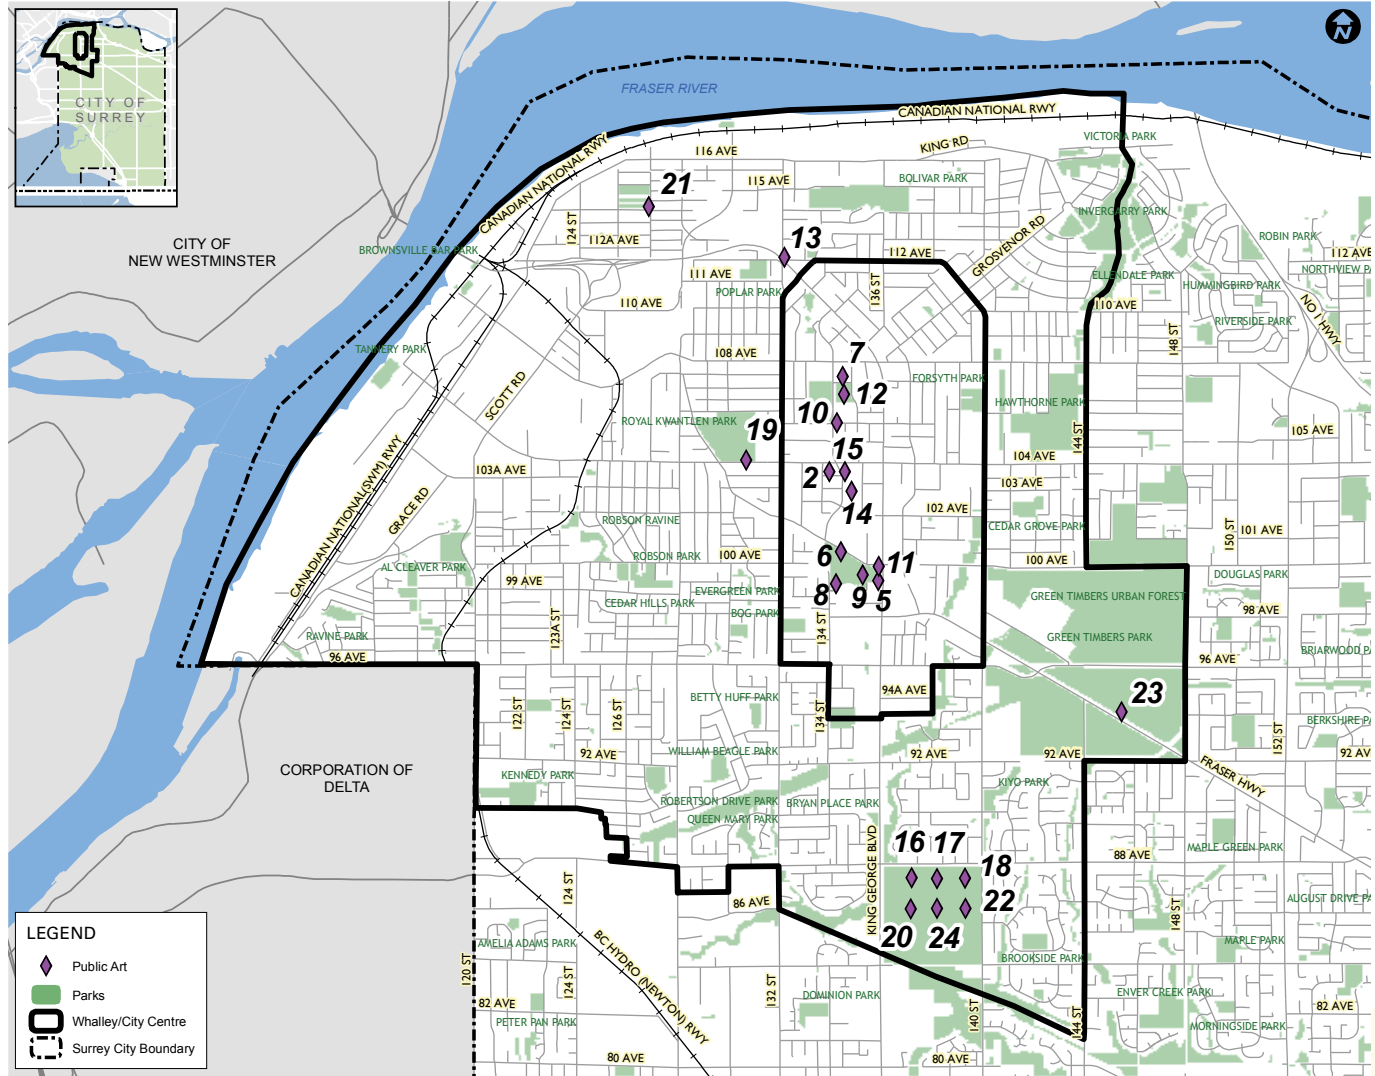 CITY OF
SURREY
N
FRASER RIVER
CANADIAN NATIONAL RWY
CANADIAN NATIONAL RWY
VICTORIA PARK
KING RD
116 AVE
115 AVE
BOLIVAR PARK
21
124 ST
112A AVE
INVERGARRY PARK
GROSVENOR RD
ROBIN PARK
13
112 AVE
112 AVE
CITY OF
NEW WESTMINSTER
BROWNSVILLE BAR PARK
111 AVE
POPLAR PARK
136 ST
ELLENDALE PARK
NORTHVIEW PA
HUMMINGBIRD PARK
110 AVE
110 AVE
NO 1 HWY
RIVERSIDE PARK
148 ST
TANNERY PARK
108 AVE
7
FORSYTH PARK
SCOTT RD
12
HAWTHORNE PARK
10
ROYAL KWANTLEN PARK
19
105 AVE
144 ST
15
104 AVE
103A AVE
2
103 AVE
CANADIAN NATIONAL(SVM) RWY
GRACE RD
14
102 AVE
ROBSON RAVINE
CEDAR GROVE PARK
150 ST
101 AVE
6
ROBSON PARK
100 AVE
11
100 AVE
AL CLEAVER PARK
99 AVE
EVERGREEN PARK
8
9
5
DOUGLAS PARK
GREEN TIMBERS URBAN FOREST
CEDAR HILLS PARK
BOG PARK
98 AVE
123A ST
134 ST
RAVINE PARK
GREEN TIMBERS PARK
96 AVE
96 AVE
BRIARWOOD PA
94A AVE
BETTY HUFF PARK
23
122 ST
124 ST
126 ST
134 ST
BERKSHIRE PA
152 ST
92 AVE
WILLIAM BEAGLE PARK
92 AVE
92 AVE
92 AV
CORPORATION OF
DELTA
KENNEDY PARK
FRASER HWY
KIYO PARK
ROBERTSON DRIVE PARK
BRYAN PLACE PARK
QUEEN MARY PARK
KING GEORGE BLVD
16
17
MAPLE GREEN PARK
88 AVE
18
124 ST
86 AVE
22
AUGUST DRIVE PA
148 ST
LEGEND
20
24
BC HYDRO (NEWTON) RWY
AMELIA ADAMS PARK
MAPLE PARK
BROOKSIDE PARK
Public Art
120 ST
124 ST
132 ST
Parks
82 AVE
DOMINION PARK
ENVER CREEK PARK
82 AVE
Whalley/City Centre
PETER PAN PARK
140 ST
144 ST
MORNINGSIDE PARK
Surrey City Boundary
80 AVE
80 AVE